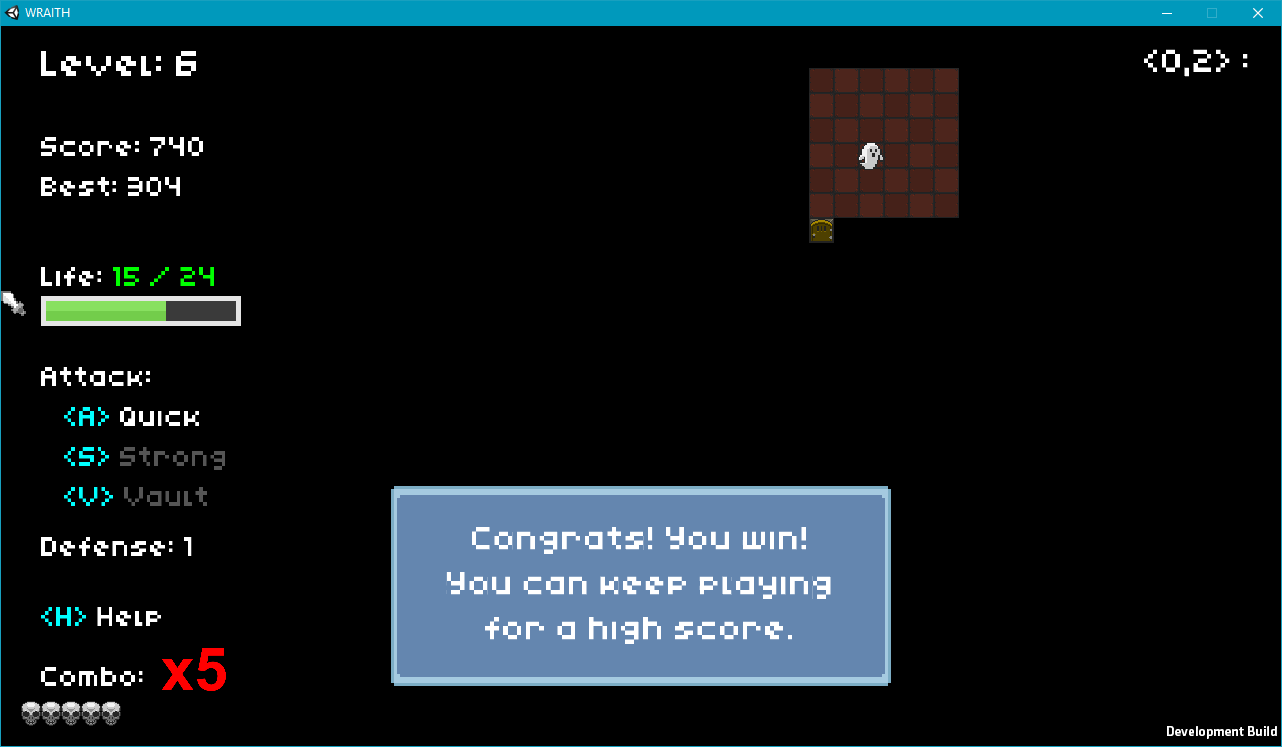 WRAITH
Level: 6
<0,2> :
Score: 740
Best: 304
Life: 15 / 24
Attack:
<A> Quick
<S> Strong
<V> Vault
Defense: 1
<H> Help
Combo: x5
Congrats! You win!
You can keep playing
for a high score.
Development Build